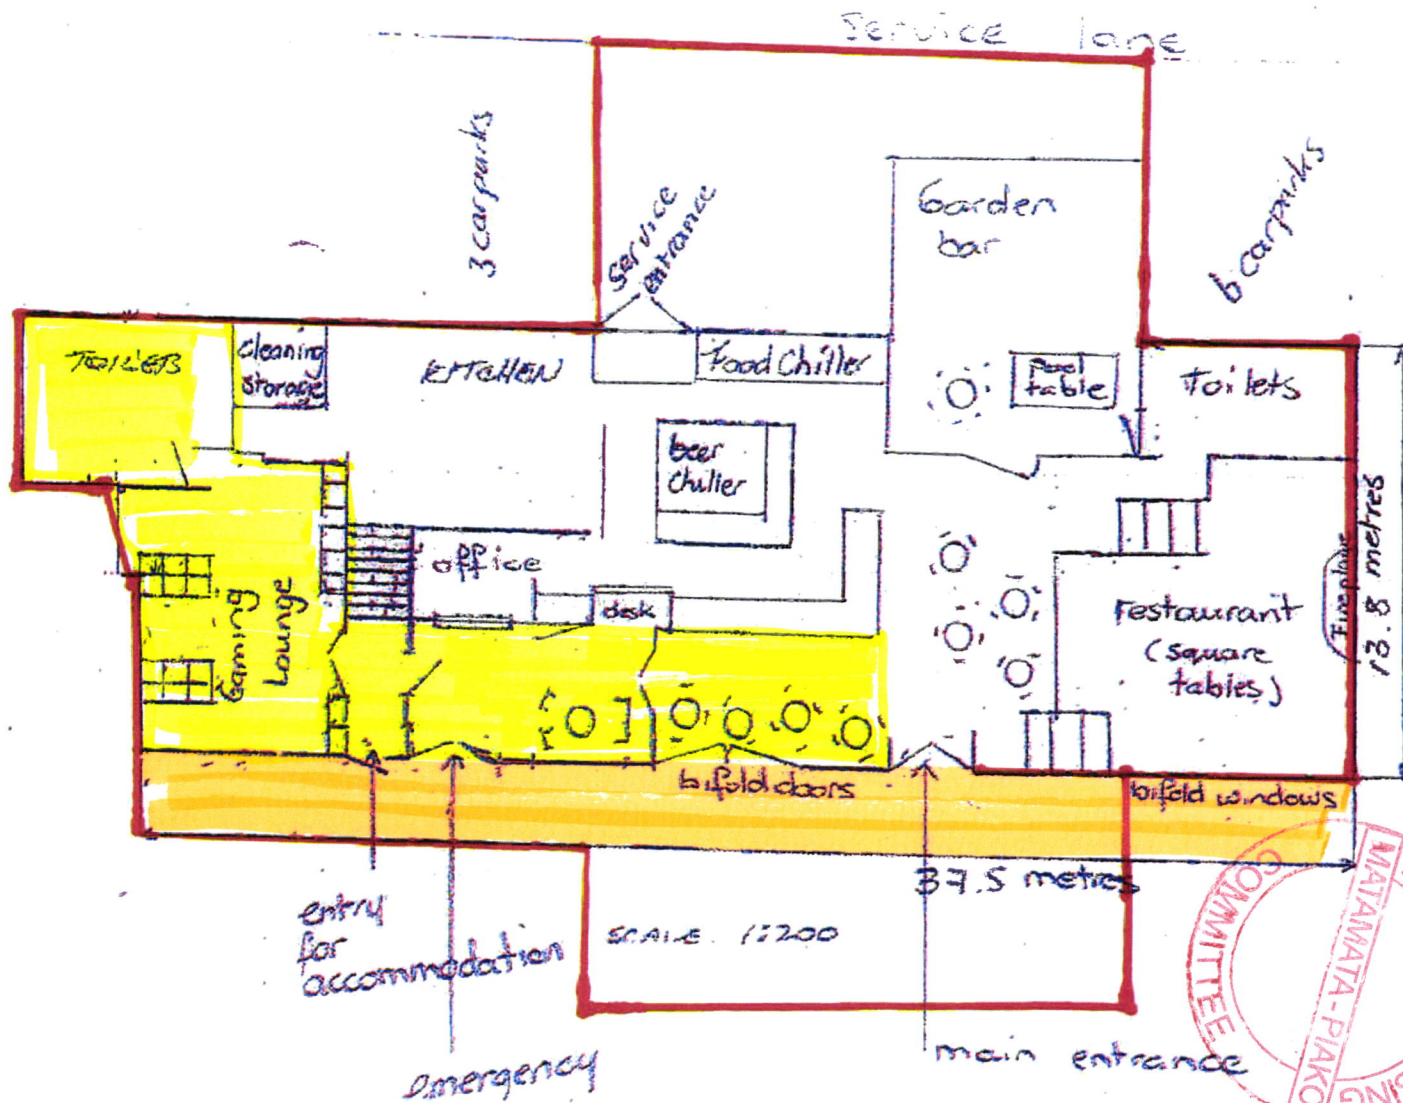 Service lane
3 carparks
Service
entrance
Garden
bar
6 carparks
TOILETS
Cleaning
storage
KITCHEN
Food Chiller
Pool
table
Toilets
beer
Chiller
office
desk
Gaming
Lounge
restaurant
(square
tables)
Fireplace
13.8 metres
bifold doors
bifold windows
37.5 metres
SCALE 1:200
entry
for
accommodation
emergency
main entrance
COMMITTEE
MATAMATA-PIAKO